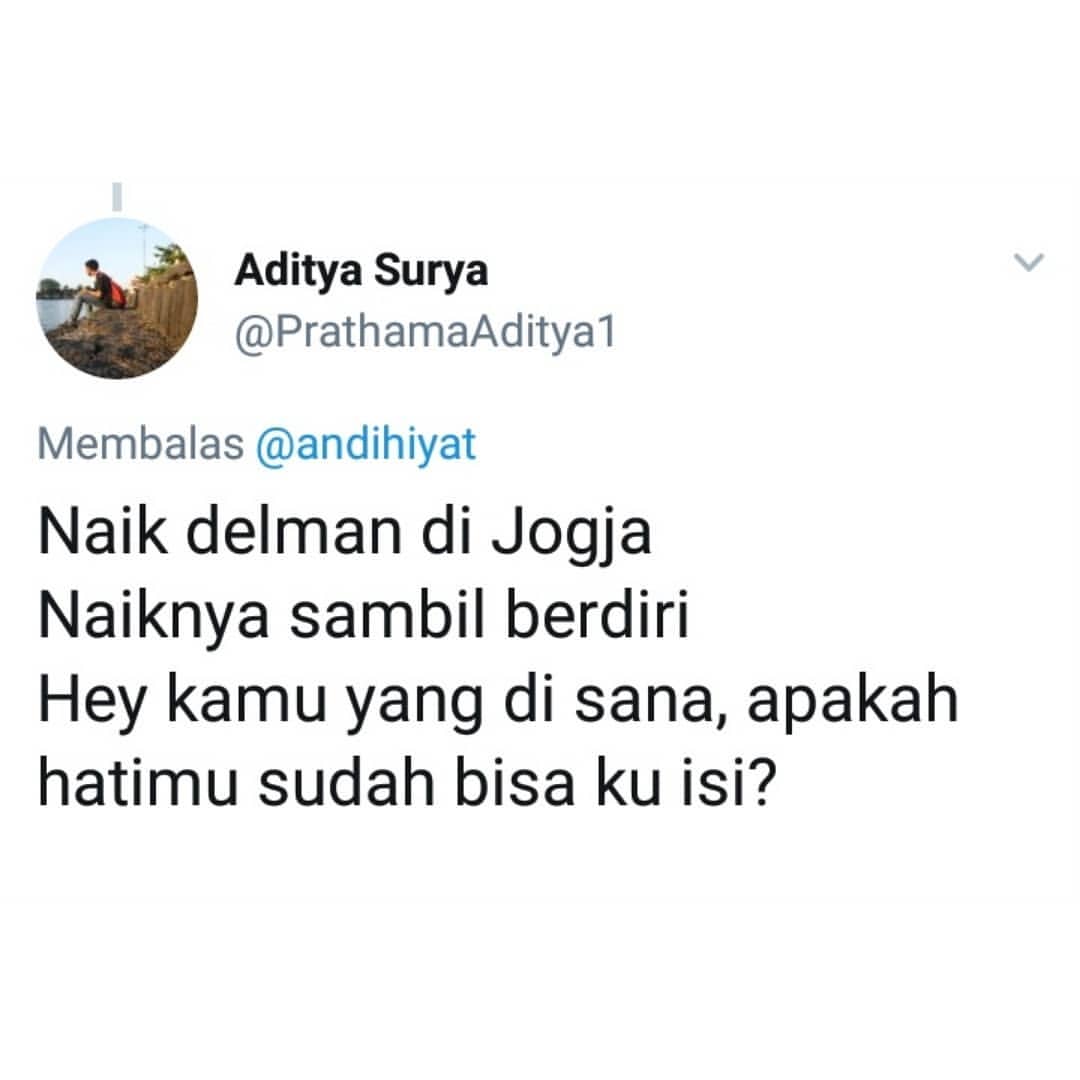 Aditya Surya
@PrathamaAditya1
Membalas @andihiyat
Naik delman di Jogja
Naiknya sambil berdiri
Hey kamu yang di sana, apakah
hatimu sudah bisa ku isi?